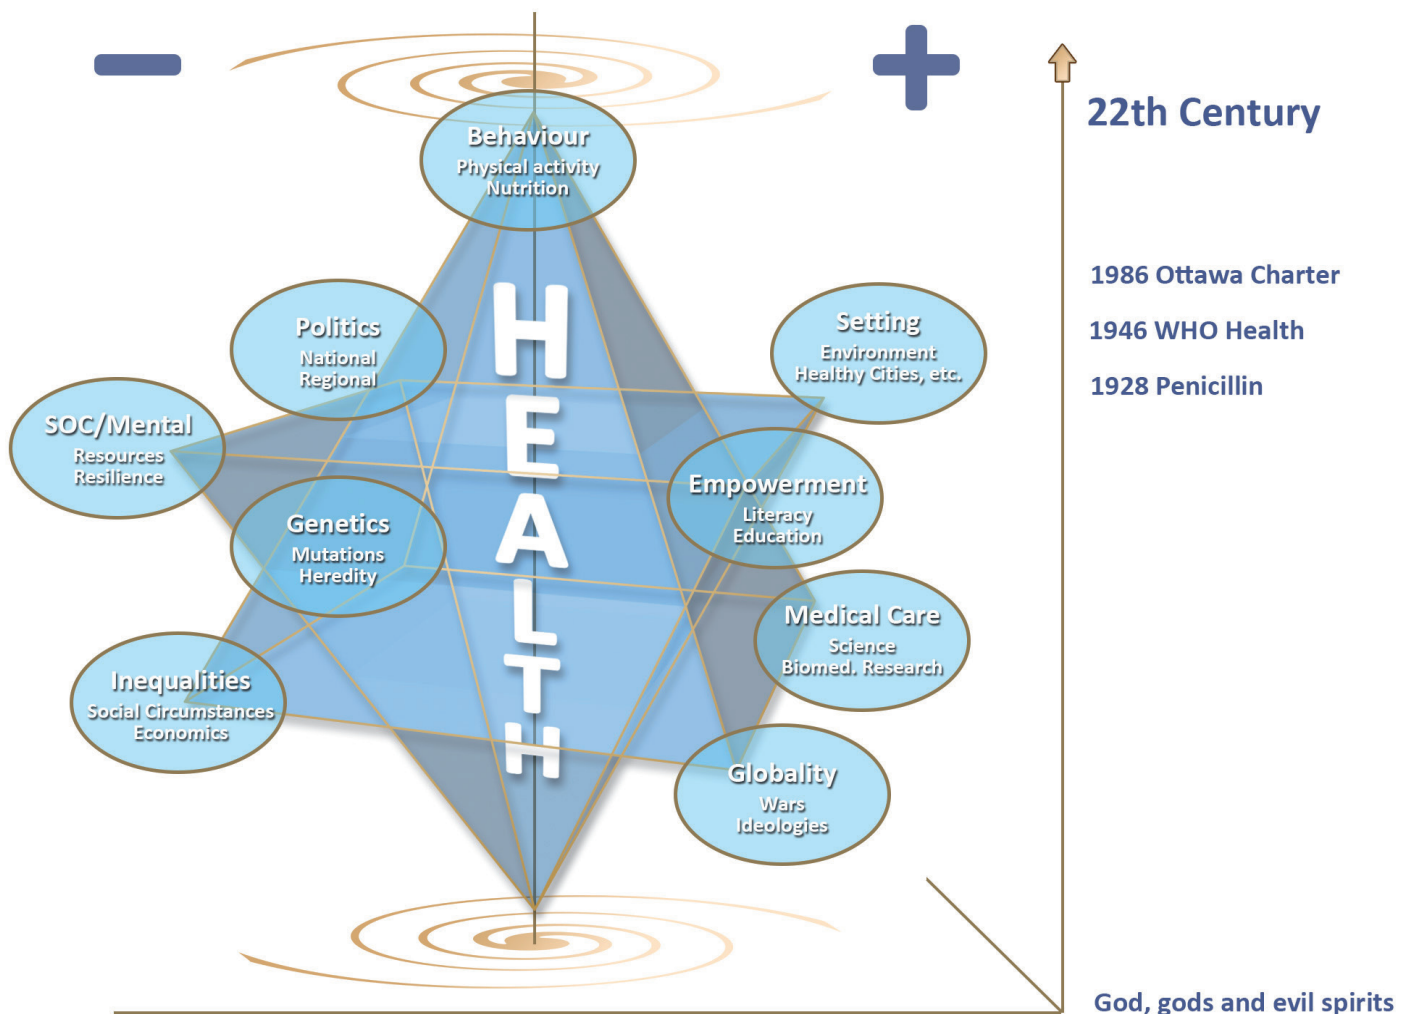 Behaviour
Physical activity
Nutrition
Politics
National
Regional
Setting
Environment
Healthy Cities, etc.
SOC/Mental
Resources
Resilience
Empowerment
Literacy
Education
Genetics
Mutations
Heredity
Medical Care
Science
Biomed. Research
Inequalities
Social Circumstances
Economics
Globality
Wars
Ideologies
HEALTH
22th Century
1986 Ottawa Charter
1946 WHO Health
1928 Penicillin
God, gods and evil spirits